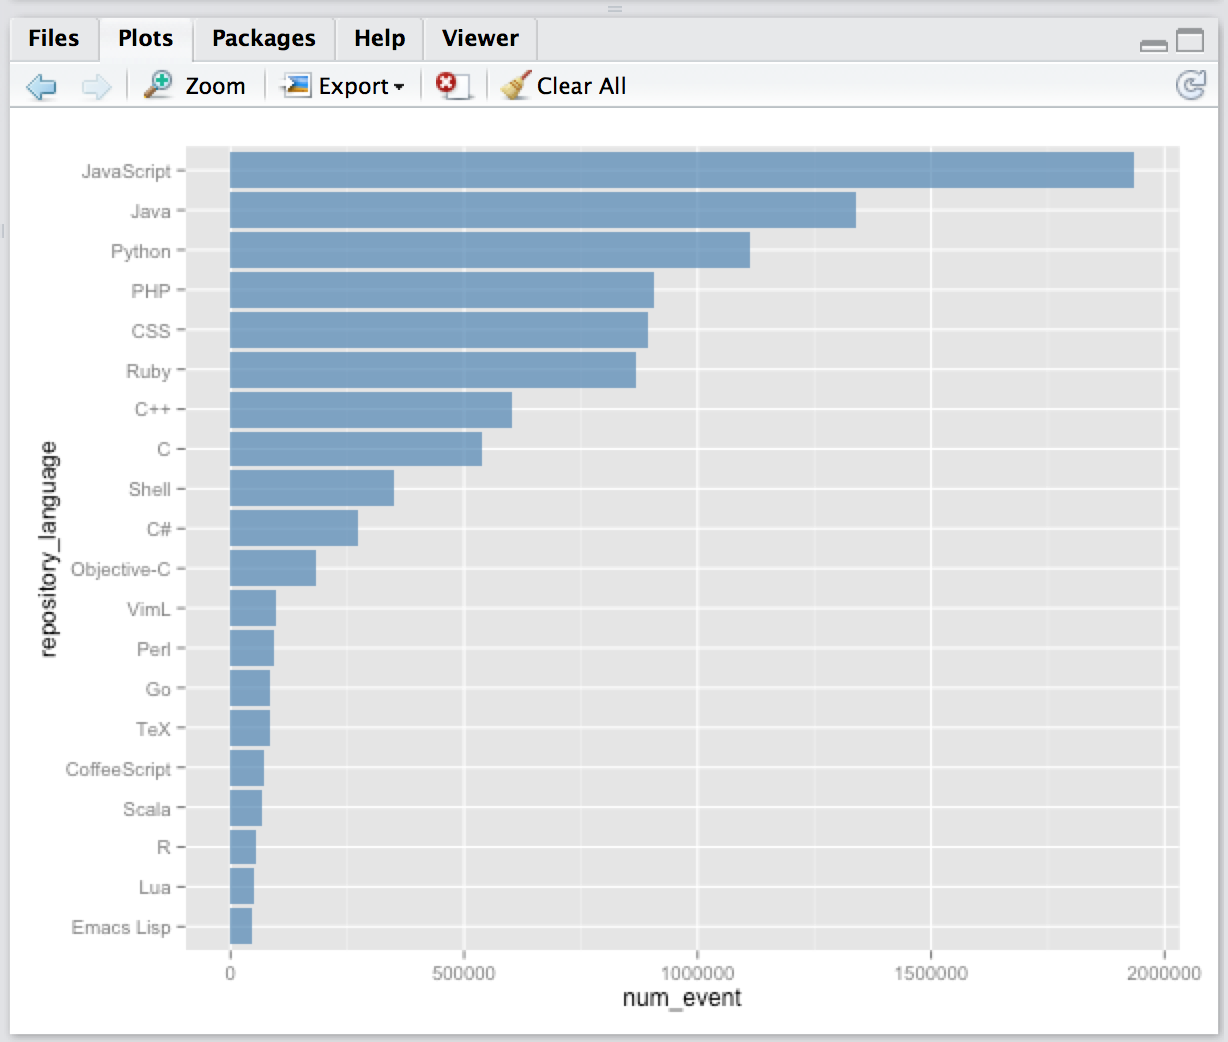 Files Plots Packages Help Viewer
Zoom Export Clear All
JavaScript
Java
Python
PHP
CSS
Ruby
C++
C
Shell
C#
Objective-C
VimL
Perl
Go
TeX
CoffeeScript
Scala
R
Lua
Emacs Lisp
repository_language
0 500000 1000000 1500000 2000000
num_event